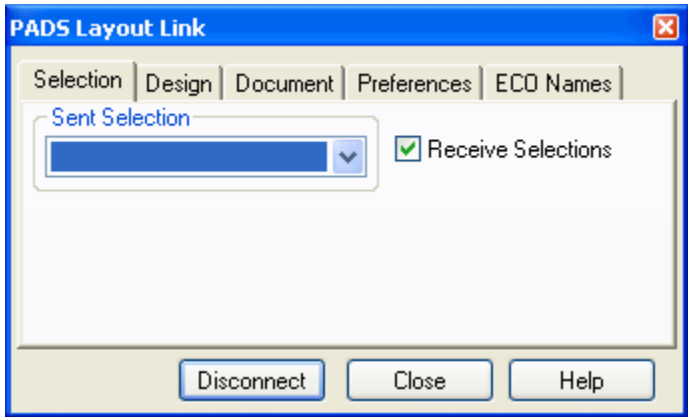 PADS Layout Link
Selection Design Document Preferences ECO Names
Sent Selection
Receive Selections
Disconnect Close Help